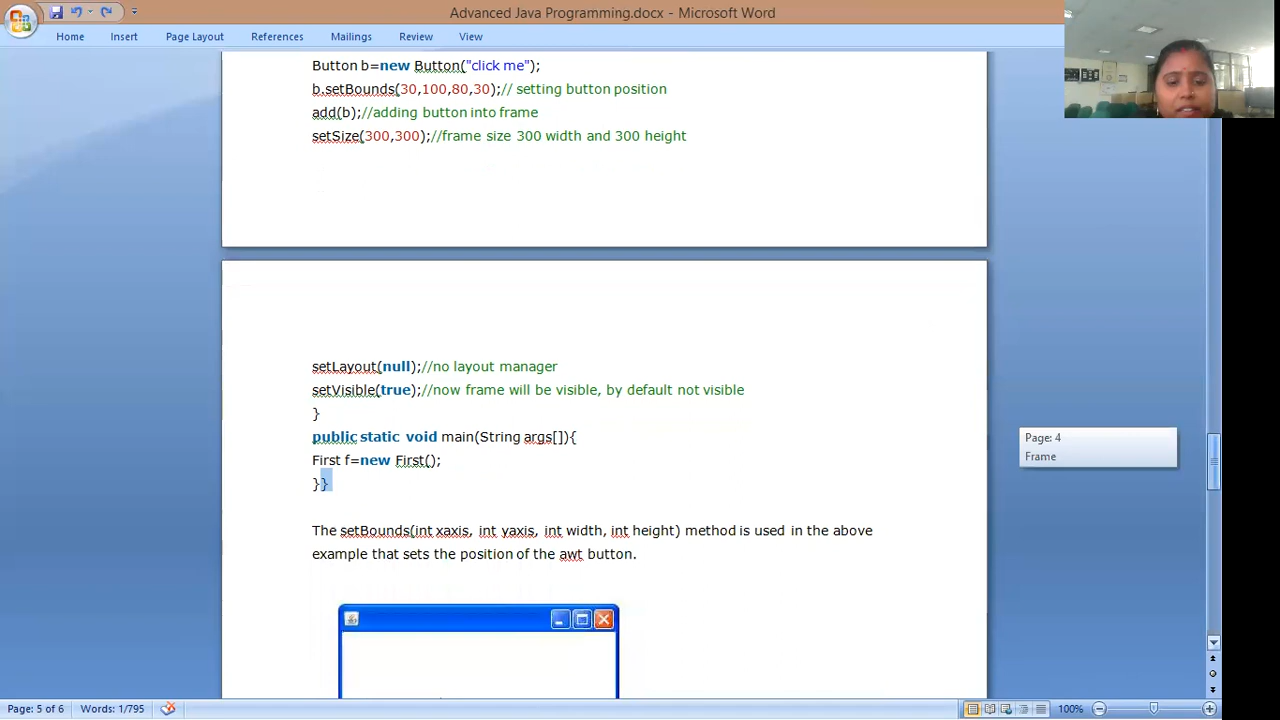 Advanced Java Programming.docx - Microsoft Word
Home Insert Page Layout References Mailings Review View
Button b=new Button("click me");
b.setBounds(30,100,80,30);// setting button position
add(b);//adding button into frame
setSize(300,300);//frame size 300 width and 300 height
setLayout(null);//no layout manager
setVisible(true);//now frame will be visible, by default not visible
}
public static void main(String args[]){
First f=new First();
}}
The setBounds(int xaxis, int yaxis, int width, int height) method is used in the above
example that sets the position of the awt button.
Page: 4
Frame
Page: 5 of 6 Words: 1/795 100%